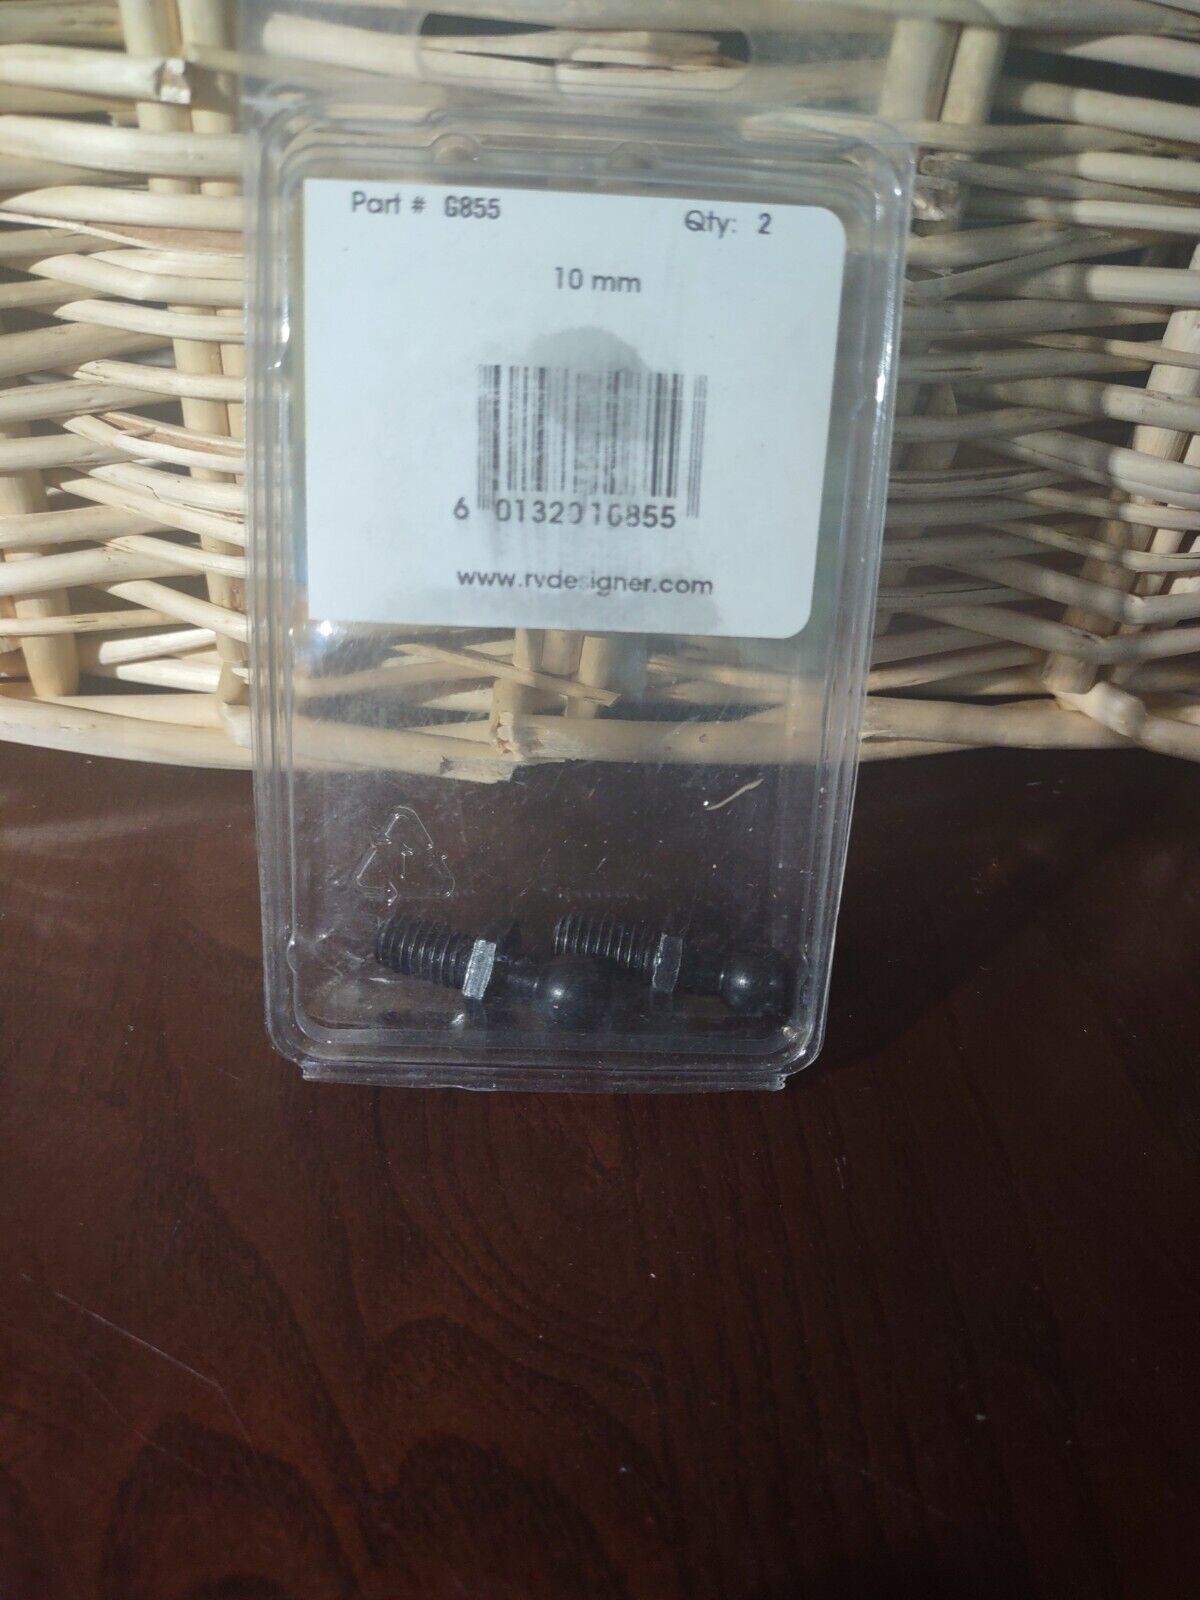 Part # G855
Qty: 2
10 mm
6 01320 10855
www.rvdesigner.com